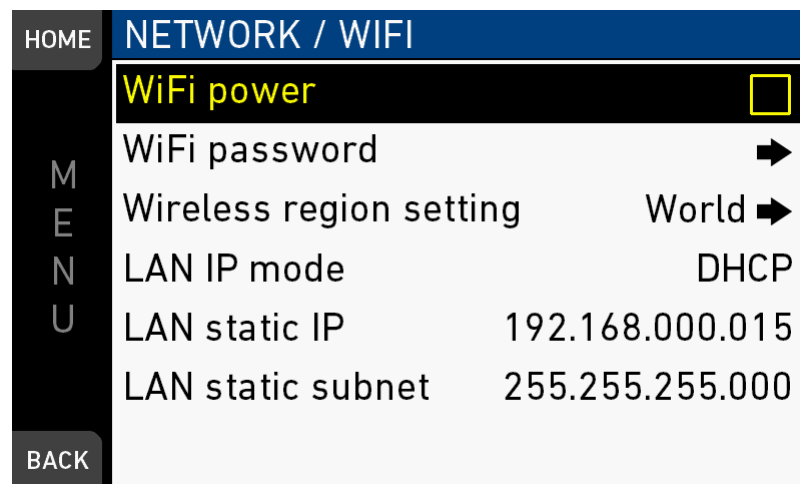 HOME NETWORK / WIFI
WiFi power
WiFi password
Wireless region setting World
LAN IP mode DHCP
LAN static IP 192.168.000.015
LAN static subnet 255.255.255.000
MENU
BACK